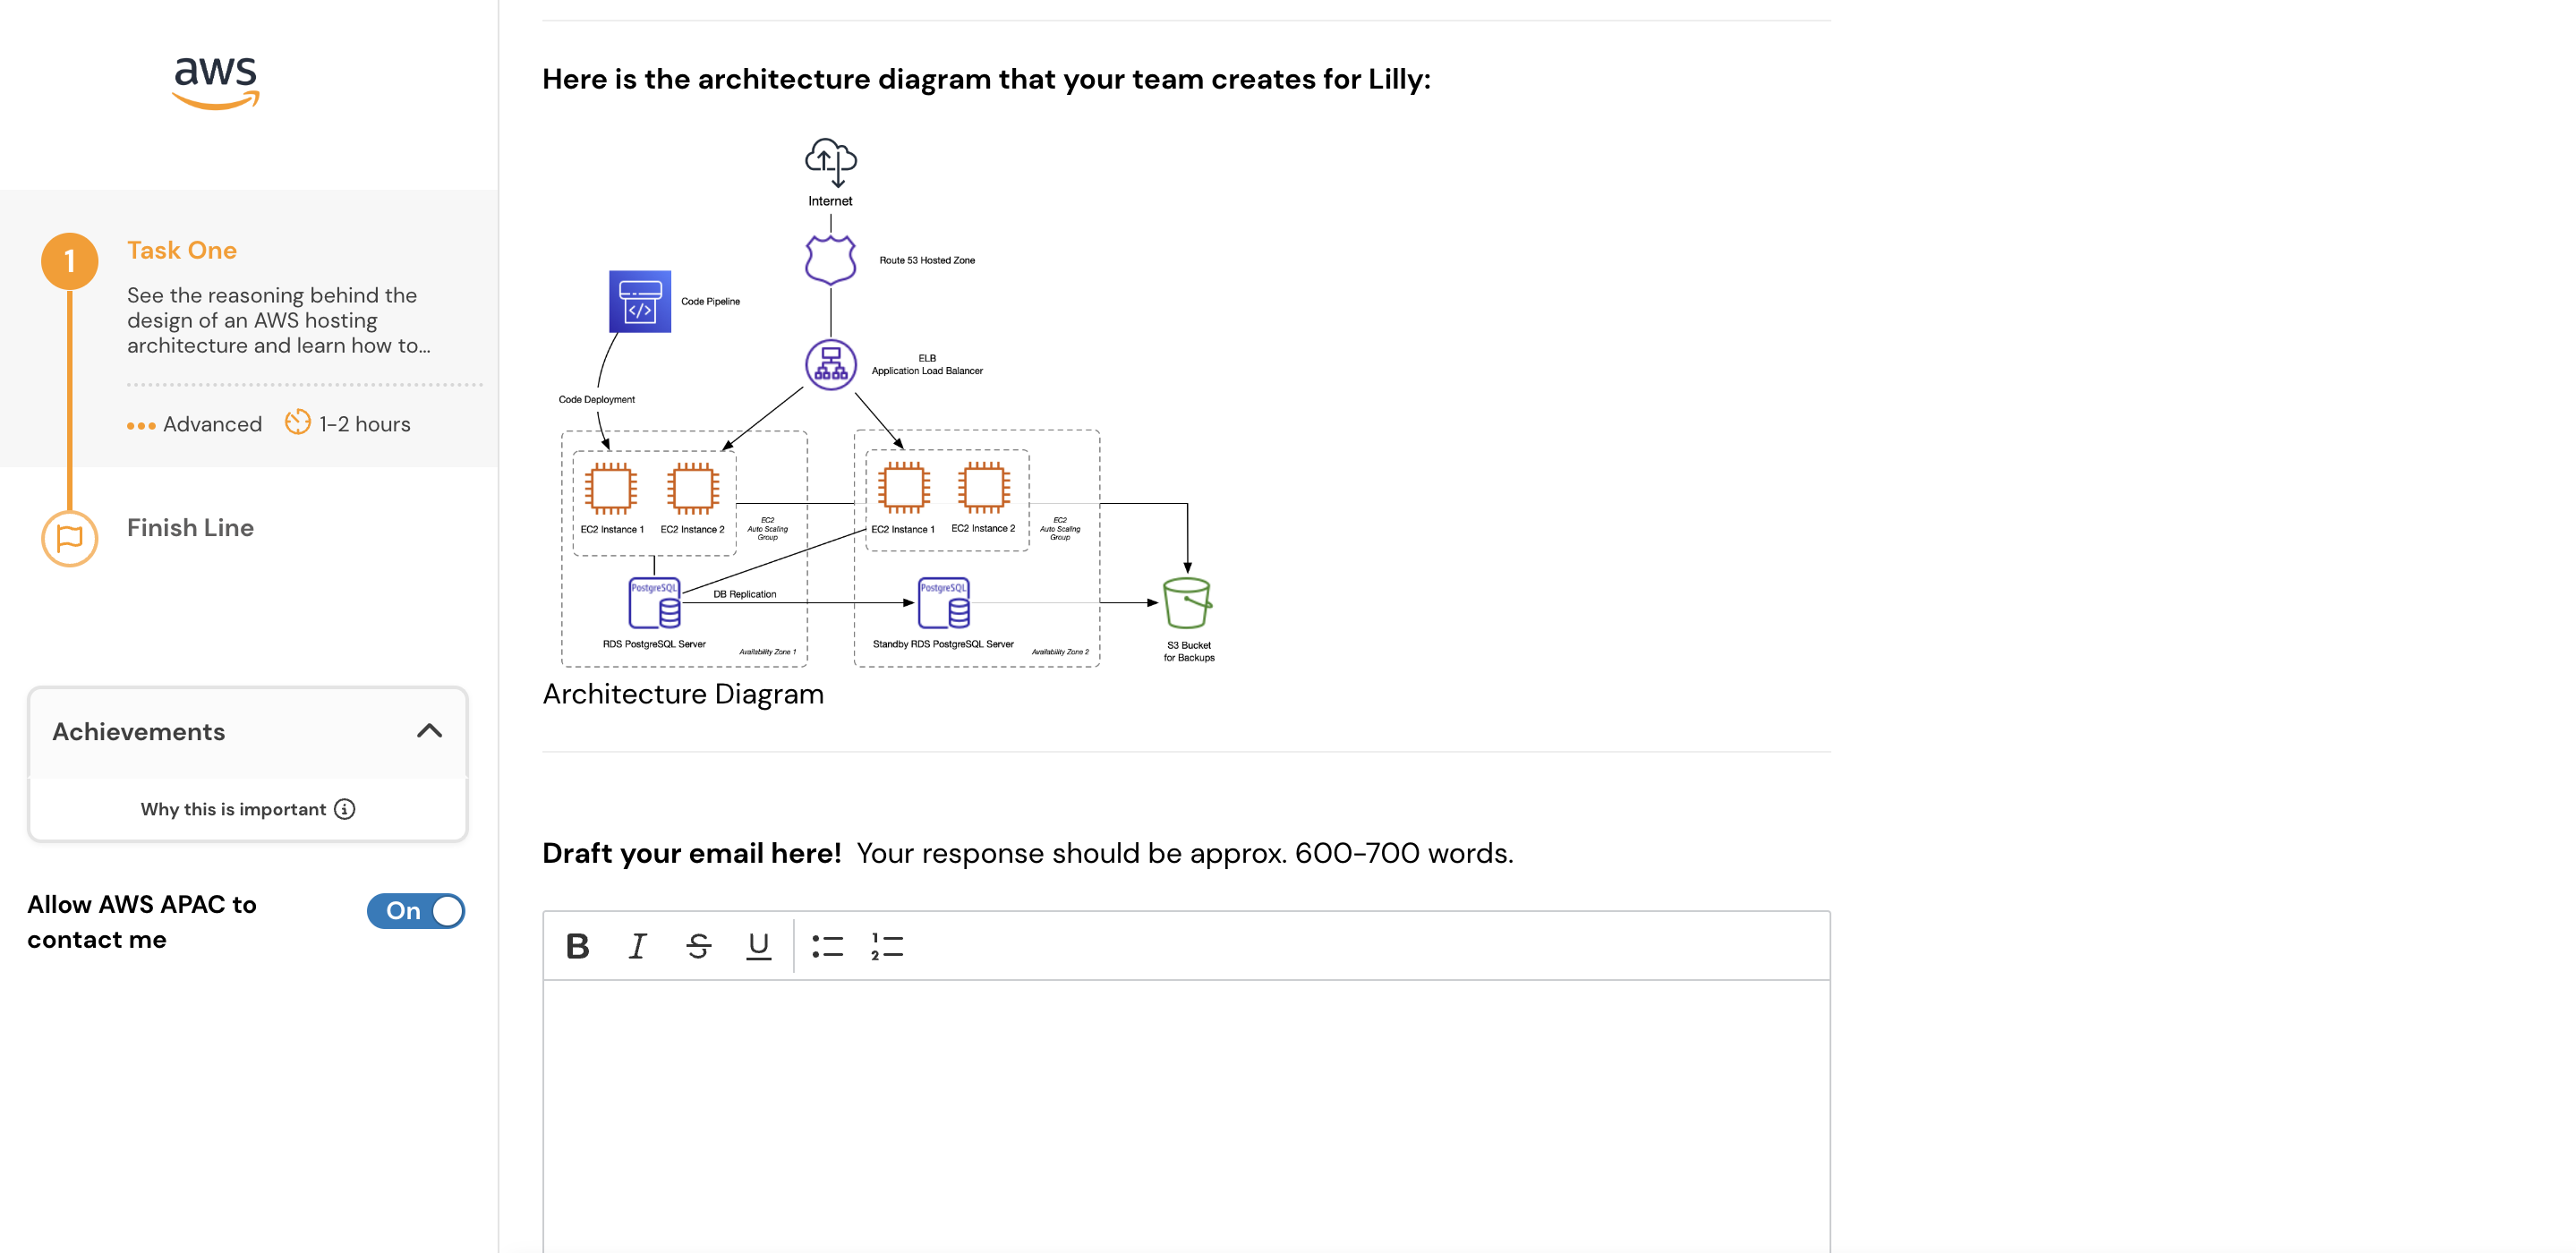 aws
1
Task One
See the reasoning behind the
design of an AWS hosting
architecture and learn how to...
Advanced
1-2 hours
Finish Line
Achievements
Why this is important
Allow AWS APAC to
contact me
On
Here is the architecture diagram that your team creates for Lilly:
Internet
Route 53 Hosted Zone
Code Pipeline
ELB
Application Load Balancer
Code Deployment
EC2 Instance 1
EC2 Instance 2
EC2
Auto Scaling
Group
EC2 Instance 1
EC2 Instance 2
EC2
Auto Scaling
Group
PostgreSQL
DB Replication
PostgreSQL
RDS PostgreSQL Server
Availability Zone 1
Standby RDS PostgreSQL Server
Availability Zone 2
S3 Bucket
for Backups
Architecture Diagram
Draft your email here! Your response should be approx. 600-700 words.
B I S U
1
2